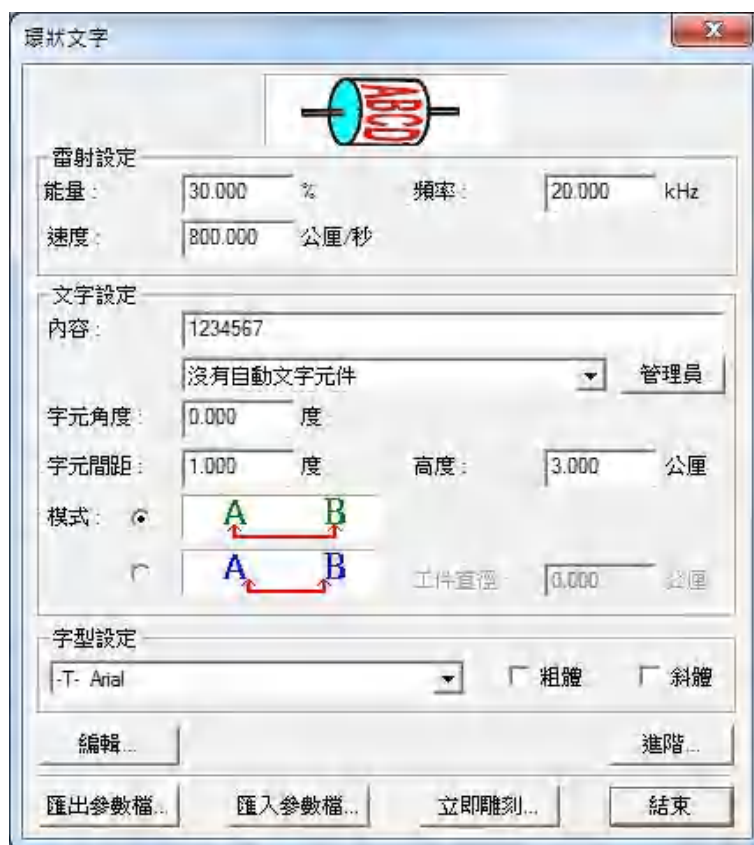 環狀文字
ABCD
雷射設定
能量： 30.000 % 頻率： 20.000 kHz
速度： 800.000 公厘/秒
文字設定
內容： 1234567
沒有自動文字元件 管理員
字元角度： 0.000 度
字元間距： 1.000 度 高度： 3.000 公厘
模式： A B
A B 工件直徑： 0.000 公厘
字型設定
-T- Arial 粗體 斜體
編輯... 進階...
匯出參數檔... 匯入參數檔... 立即雕刻... 結束